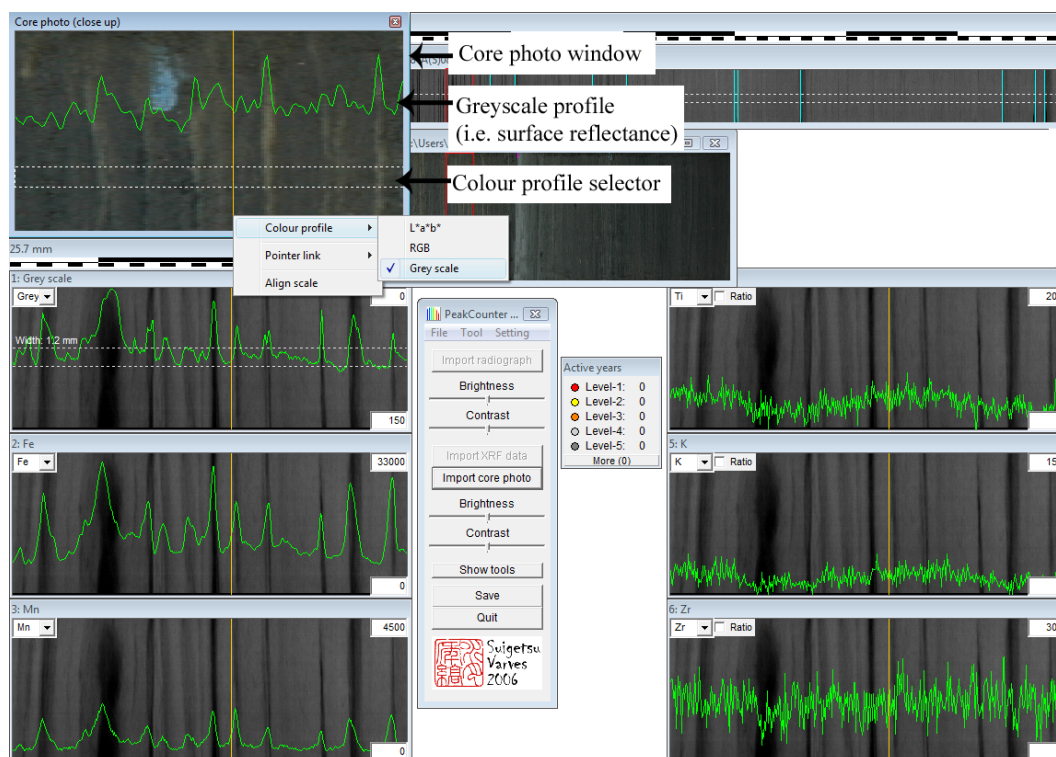 Core photo (close up)
Core photo window
Greyscale profile
(i.e. surface reflectance)
:\Users\
Colour profile selector
Colour profile
L*a*b*
RGB
Grey scale
Pointer link
Align scale
25.7 mm
1: Grey scale
Grey
0
Width: 1.2 mm
150
2: Fe
Fe
33000
0
3: Mn
Mn
4500
0
PeakCounter ...
File Tool Setting
Import radiograph
Brightness
Contrast
Import XRF data
Import core photo
Brightness
Contrast
Show tools
Save
Quit
Suigetsu
Varves
2006
Active years
Level-1: 0
Level-2: 0
Level-3: 0
Level-4: 0
Level-5: 0
More (0)
Ti Ratio
20
5: K
K Ratio
15
6: Zr
Zr Ratio
30